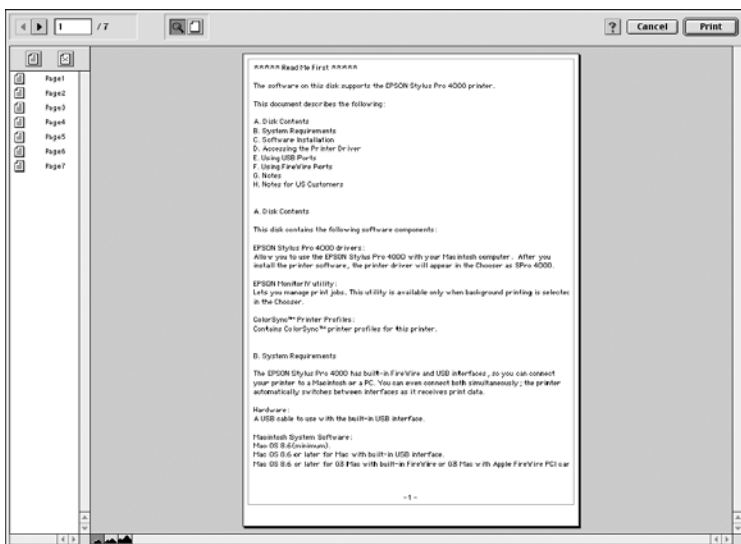 1 / 7
? Cancel Print
Page1
Page2
Page3
Page4
Page5
Page6
Page7
***** Read Me First *****
The software on this disk supports the EPSON Stylus Pro 4000 printer.
This document describes the following:
A. Disk Contents
B. System Requirements
C. Software Installation
D. Accessing the Printer Driver
E. Using USB Ports
F. Using FireWire Ports
G. Notes
H. Notes for US Customers
A. Disk Contents
This disk contains the following software components:
EPSON Stylus Pro 4000 drivers:
Allow you to use the EPSON Stylus Pro 4000 with your Macintosh computer. After you
install the printer software, the printer driver will appear in the Chooser as SPro 4000.
EPSON MonitorIV utility:
Lets you manage print jobs. This utility is available only when background printing is selected
in the Chooser.
ColorSync™ Printer Profiles:
Contains ColorSync™ printer profiles for this printer.
B. System Requirements
The EPSON Stylus Pro 4000 has built-in FireWire and USB interfaces, so you can connect
your printer to a Macintosh or a PC. You can even connect both simultaneously; the printer
automatically switches between interfaces as it receives print data.
Hardware:
A USB cable to use with the built-in USB interface.
Macintosh System Software:
Mac OS 8.6(minimum).
Mac OS 8.6 or later for Mac with built-in USB interface.
Mac OS 8.6 or later for G3 Mac with built-in FireWire or G3 Mac with Apple FireWire PCI car
-1-